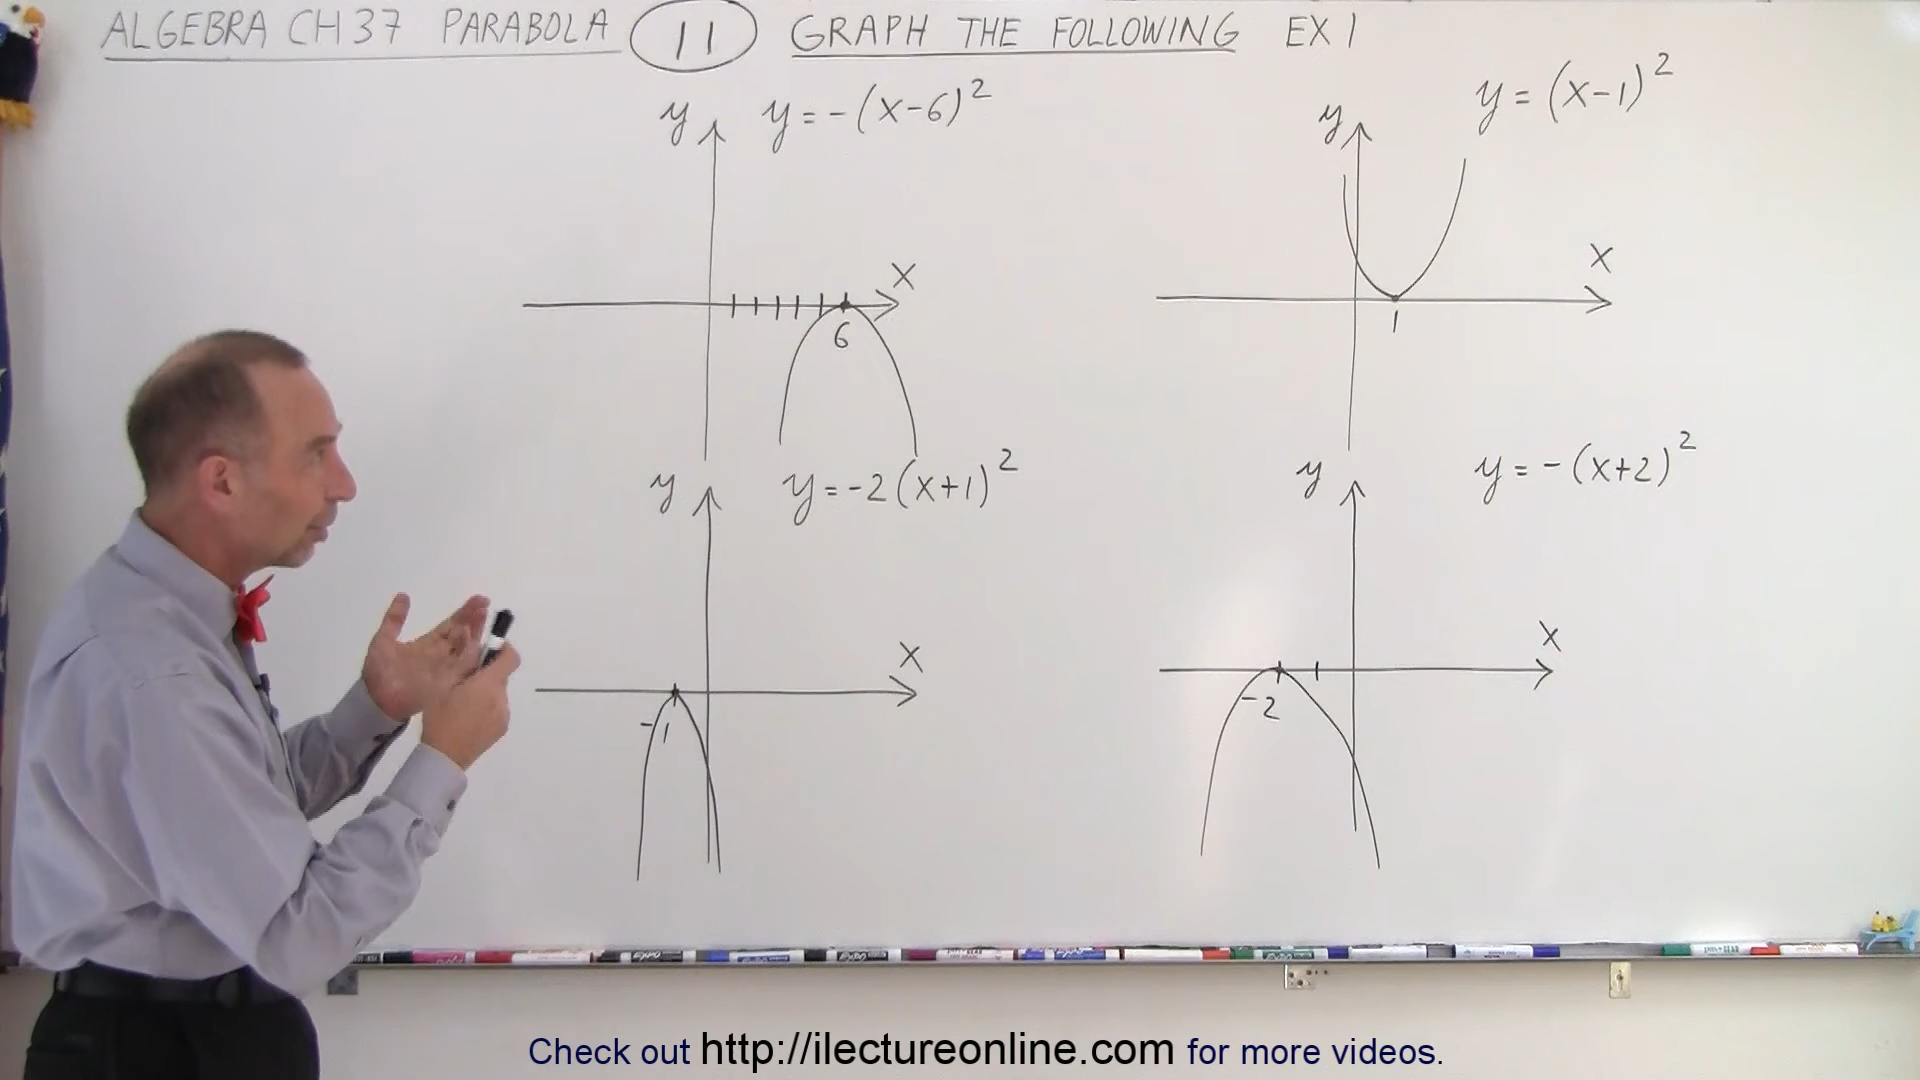 ALGEBRA CH 37 PARABOLA 11 GRAPH THE FOLLOWING EX 1
y y = -(x-6)²
x
6
y y = (x-1)²
x
1
y y = -2(x+1)²
x
-1
y y = -(x+2)²
x
-2
Check out http://ilectureonline.com for more videos.